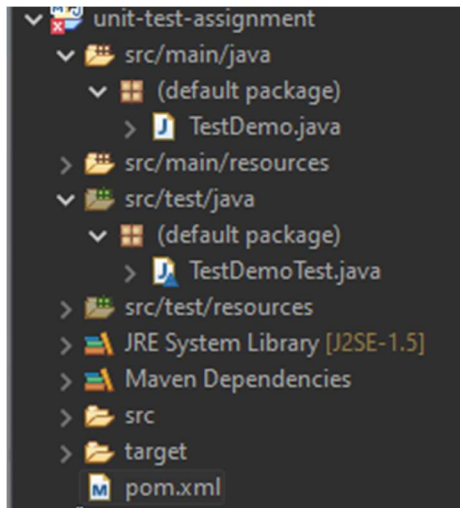 unit-test-assignment
src/main/java
(default package)
TestDemo.java
src/main/resources
src/test/java
(default package)
TestDemoTest.java
src/test/resources
JRE System Library [J2SE-1.5]
Maven Dependencies
src
target
pom.xml